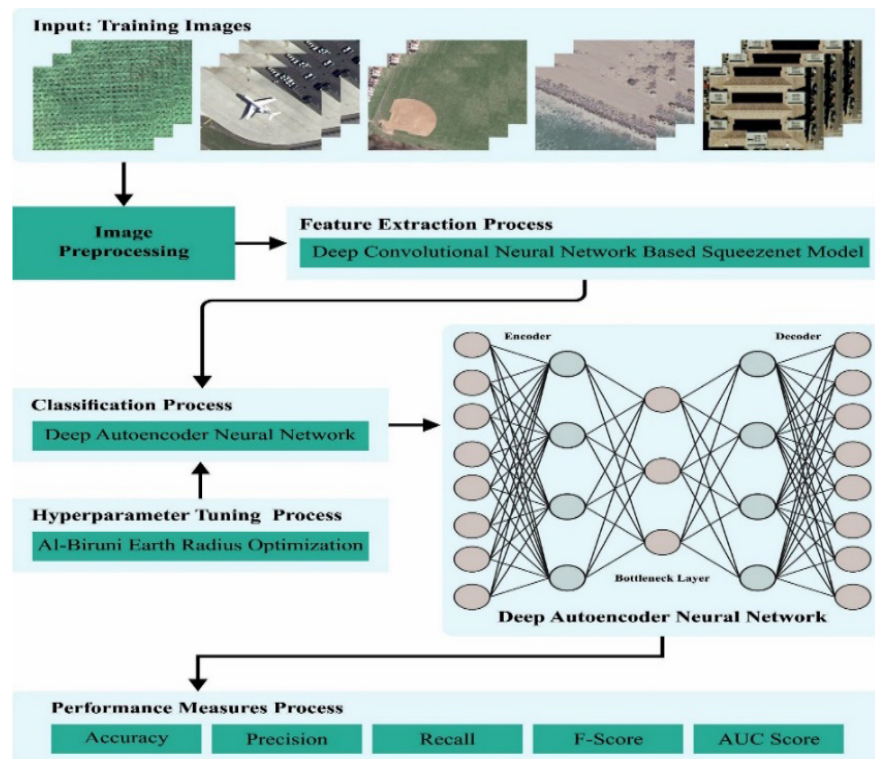 Input: Training Images
Image
Preprocessing
Feature Extraction Process
Deep Convolutional Neural Network Based Squeezenet Model
Encoder
Decoder
Classification Process
Deep Autoencoder Neural Network
Hyperparameter Tuning Process
Al-Biruni Earth Radius Optimization
Bottleneck Layer
Deep Autoencoder Neural Network
Performance Measures Process
Accuracy
Precision
Recall
F-Score
AUC Score